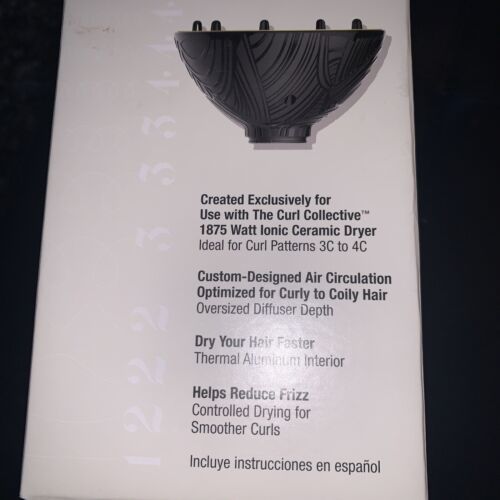 Created Exclusively for
Use with The Curl Collective™
1875 Watt Ionic Ceramic Dryer
Ideal for Curl Patterns 3C to 4C
Custom-Designed Air Circulation
Optimized for Curly to Coily Hair
Oversized Diffuser Depth
Dry Your Hair Faster
Thermal Aluminum Interior
Helps Reduce Frizz
Controlled Drying for
Smoother Curls
Incluye instrucciones en español